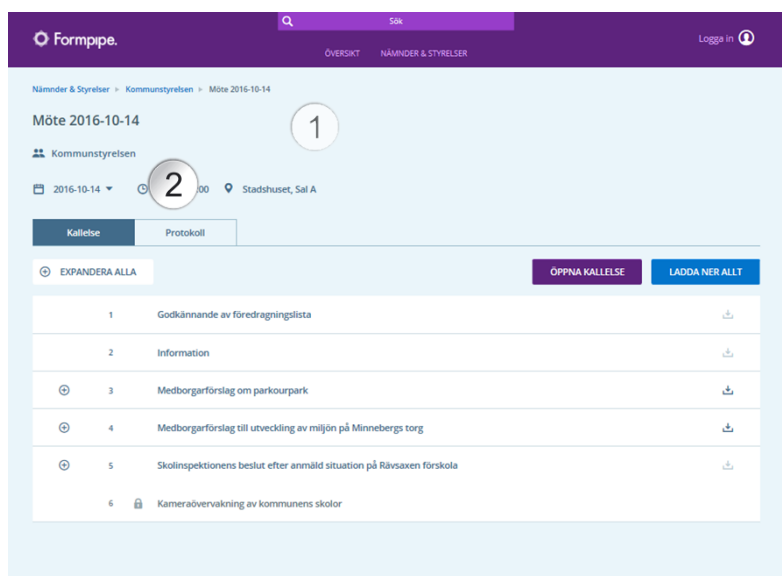 Sök
Formpipe.
Logga in
ÖVERSIKT NÄMNDER & STYRELSER
Nämnder & Styrelser Kommunstyrelsen Möte 2016-10-14
Möte 2016-10-14
1
Kommunstyrelsen
2016-10-14 2 :00 Stadshuset, Sal A
Kallelse Protokoll
EXPANDERA ALLA ÖPPNA KALLELSE LADDA NER ALLT
1 Godkännande av föredragningslista
2 Information
3 Medborgarförslag om parkourpark
4 Medborgarförslag till utveckling av miljön på Minnebergs torg
5 Skolinspektionens beslut efter anmäld situation på Rävsaxen förskola
6 Kameraövervakning av kommunens skolor